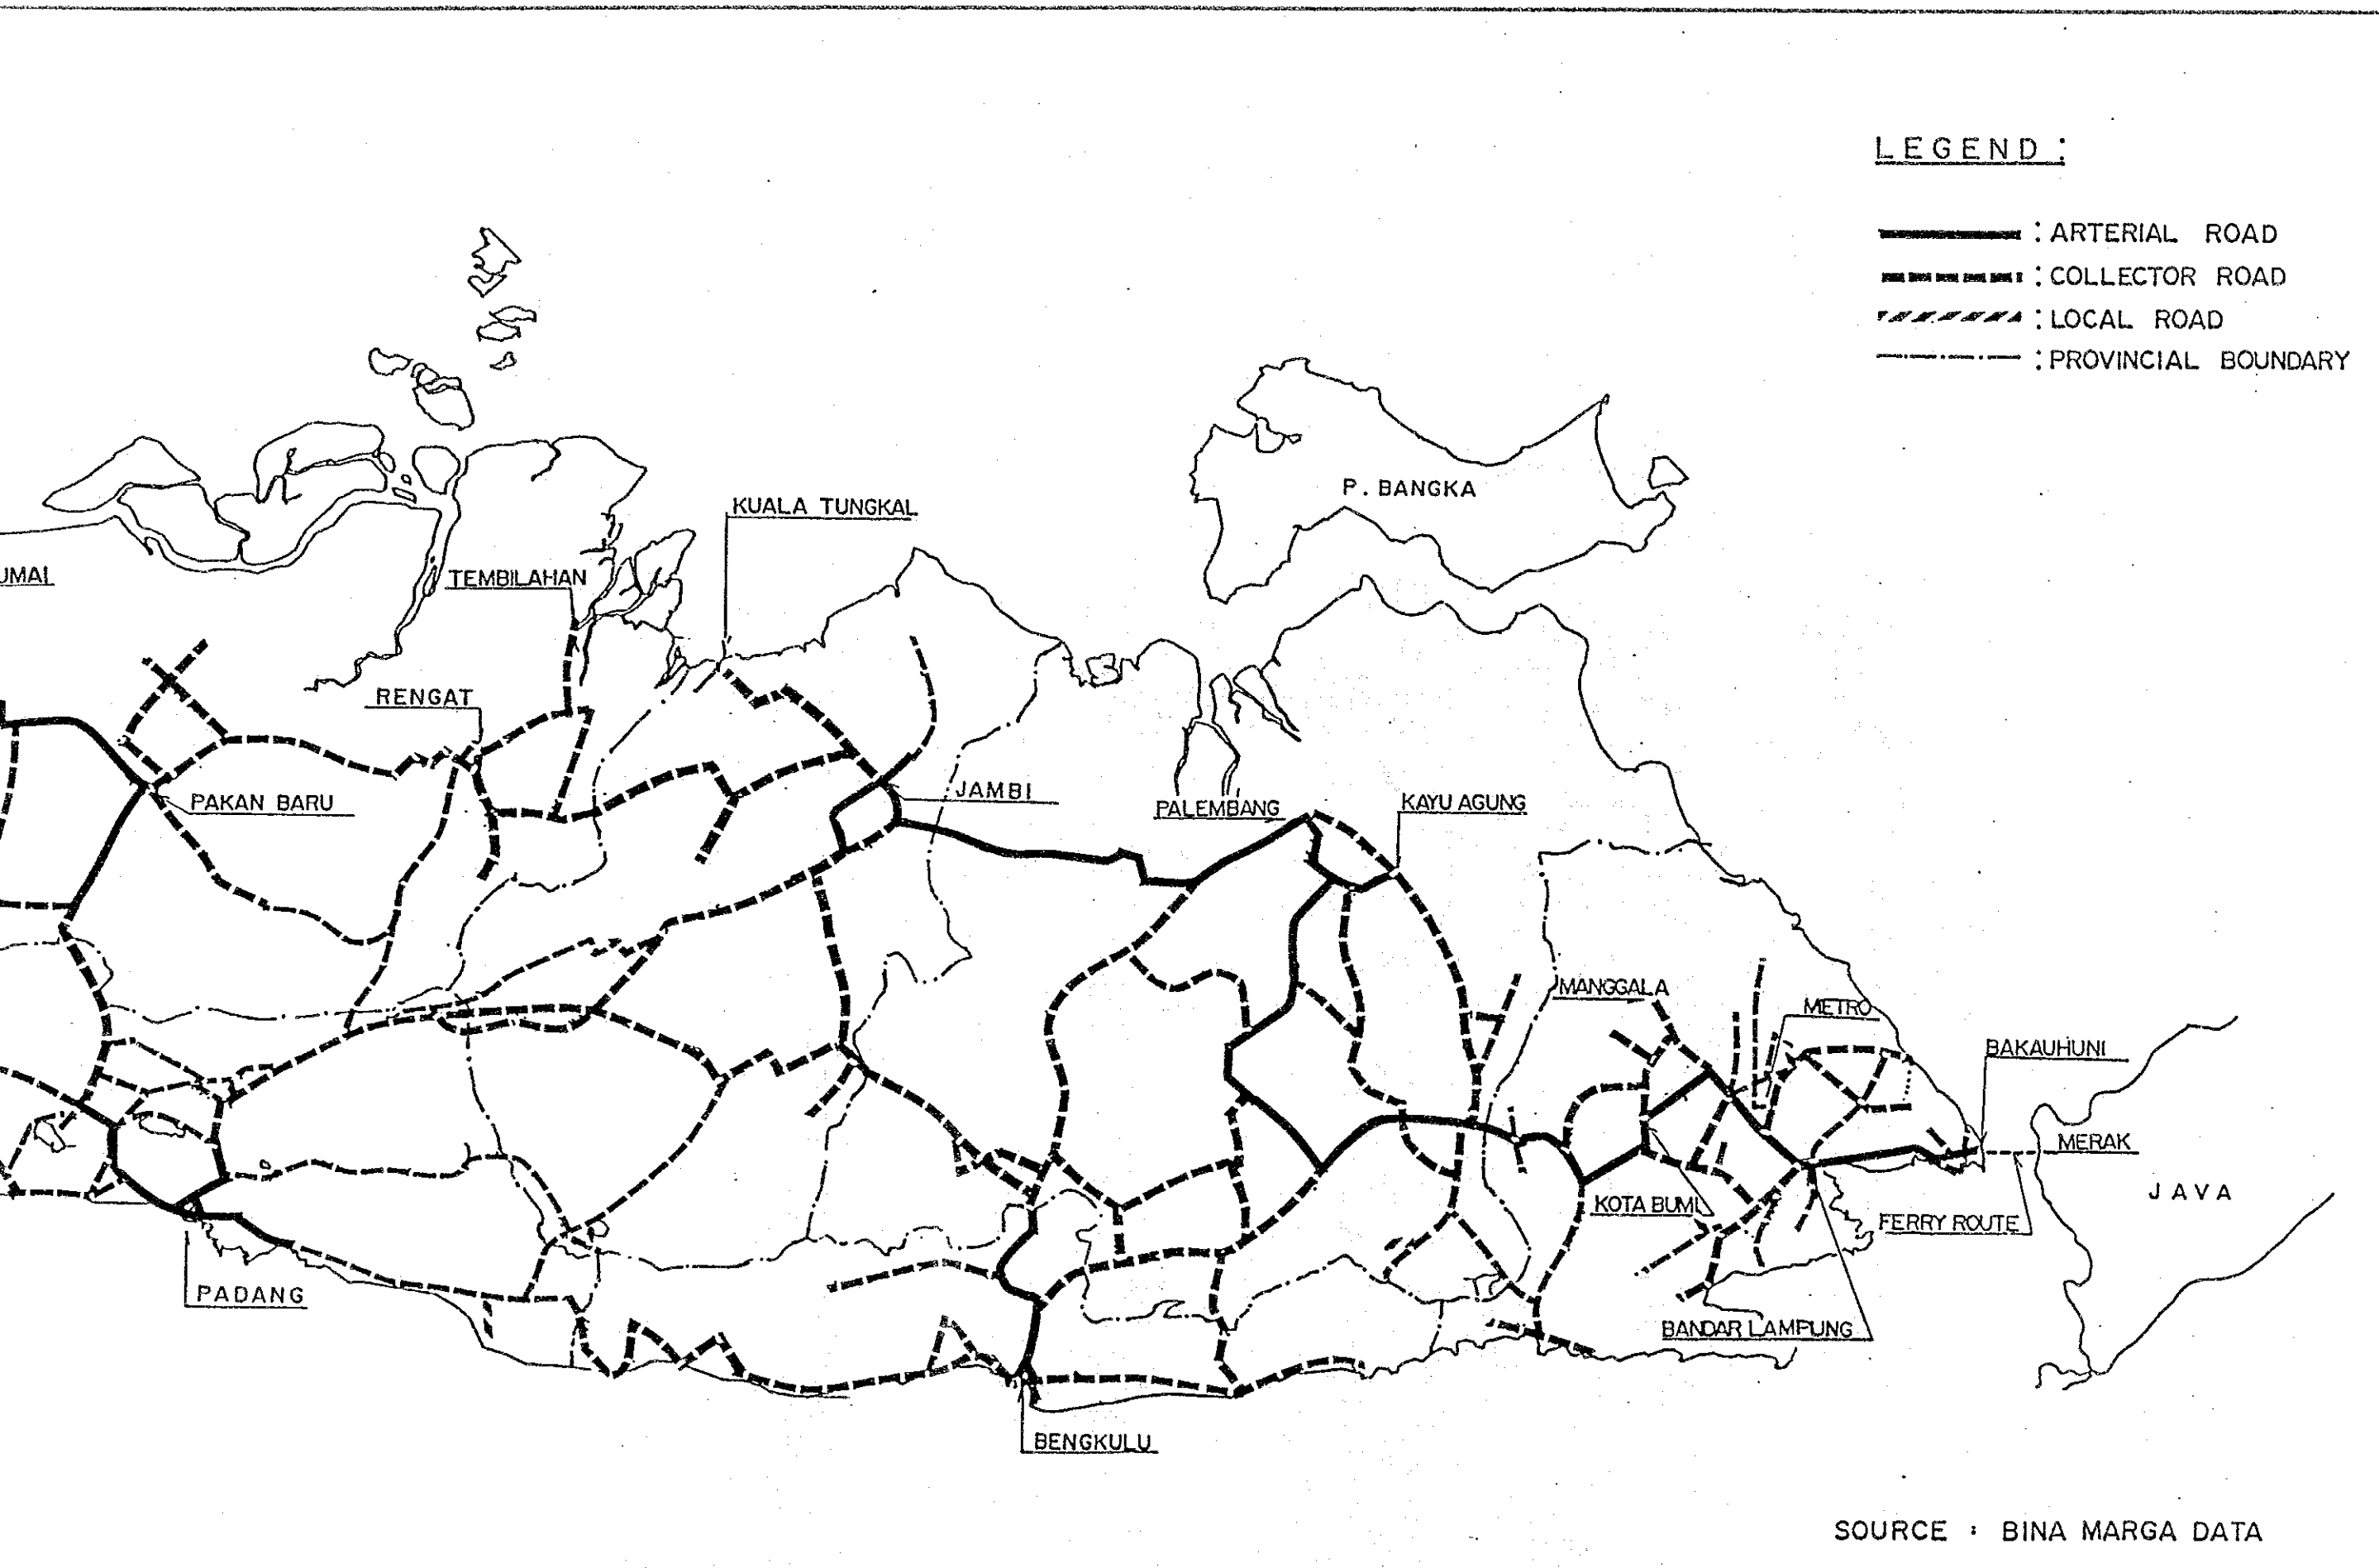 LEGEND :
: ARTERIAL ROAD
: COLLECTOR ROAD
: LOCAL ROAD
: PROVINCIAL BOUNDARY
P. BANGKA
KUALA TUNGKAL
UMAI
TEMBILAHAN
RENGAT
PAKAN BARU
JAMBI
PALEMBANG
KAYU AGUNG
MANGGALA
METRO
BAKAUHUNI
MERAK
JAVA
KOTA BUMI
FERRY ROUTE
PADANG
BANDAR LAMPUNG
BENGKULU
SOURCE : BINA MARGA DATA